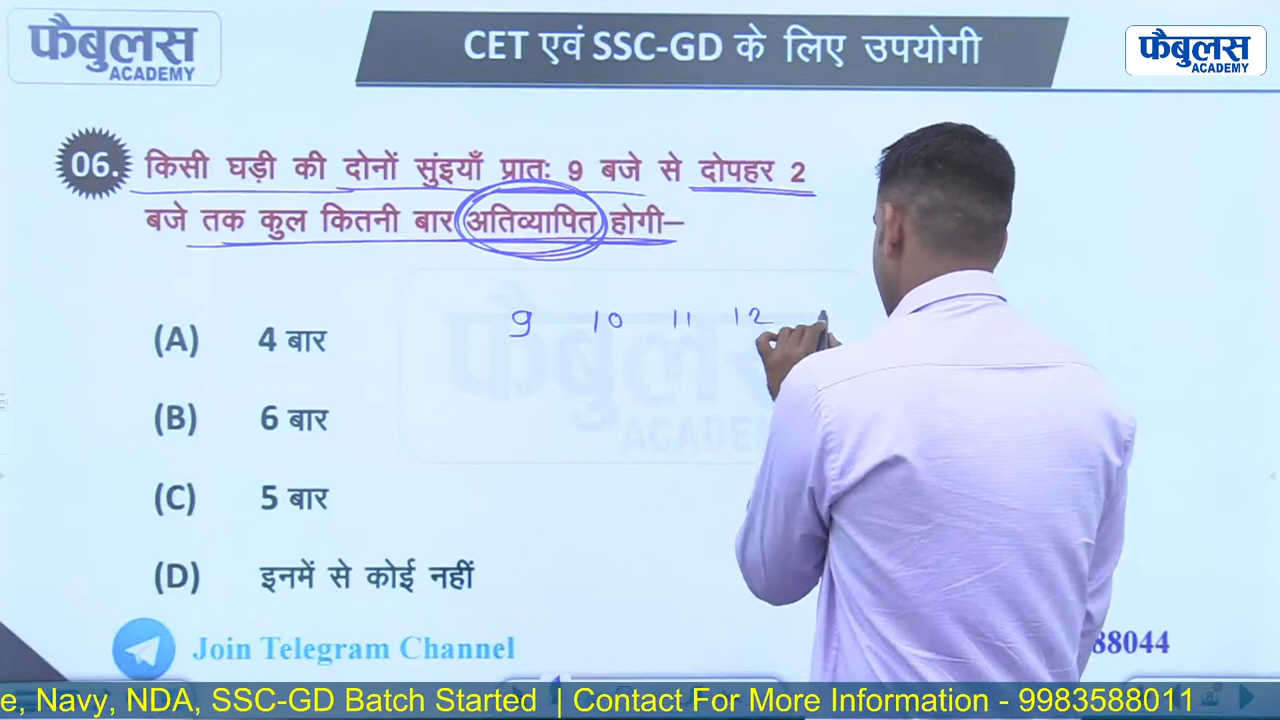 फैबुलस
ACADEMY
CET एवं SSC-GD के लिए उपयोगी
फैबुलस
ACADEMY
06. किसी घड़ी की दोनों सुंइयाँ प्रातः 9 बजे से दोपहर 2
बजे तक कुल कितनी बार अतिव्यापित होगी–
9 10 11 12
(A) 4 बार
(B) 6 बार
(C) 5 बार
(D) इनमें से कोई नहीं
फैबुलस
ACADEMY
Join Telegram Channel
88044
e, Navy, NDA, SSC-GD Batch Started | Contact For More Information - 9983588011